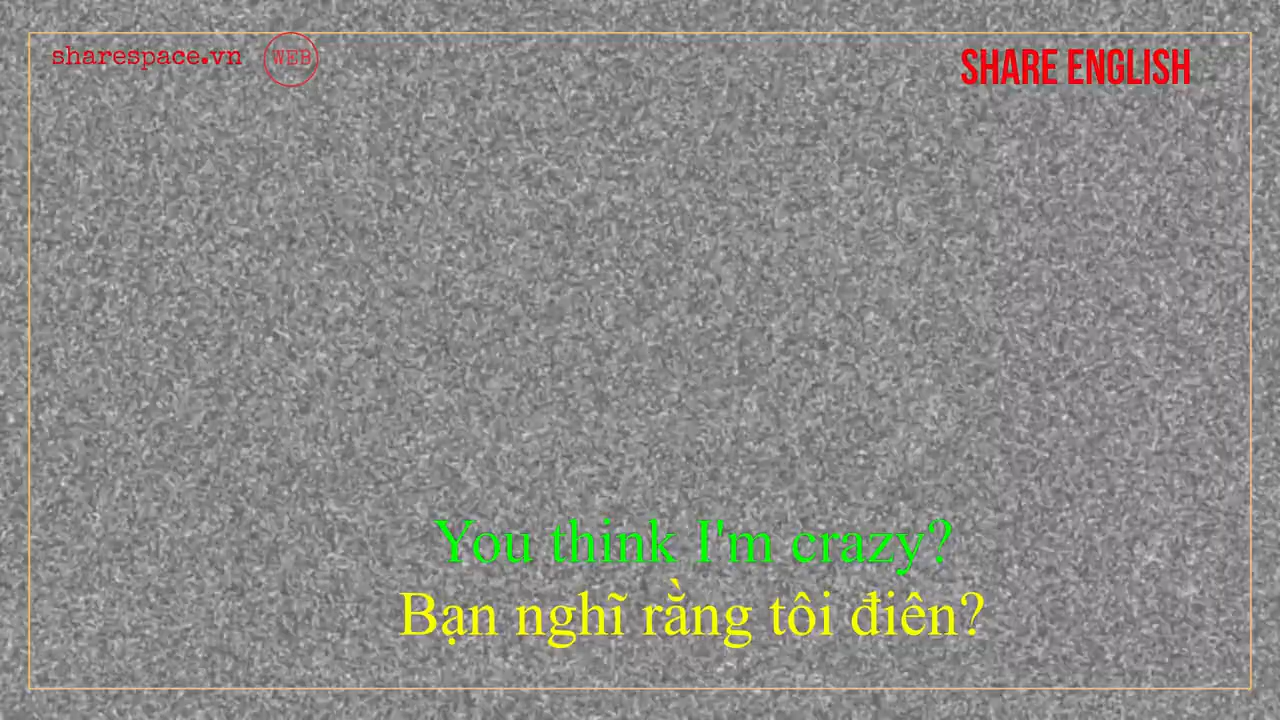 sharespace.vn WEB
SHARE ENGLISH
You think I'm crazy?
Bạn nghĩ rằng tôi điên?